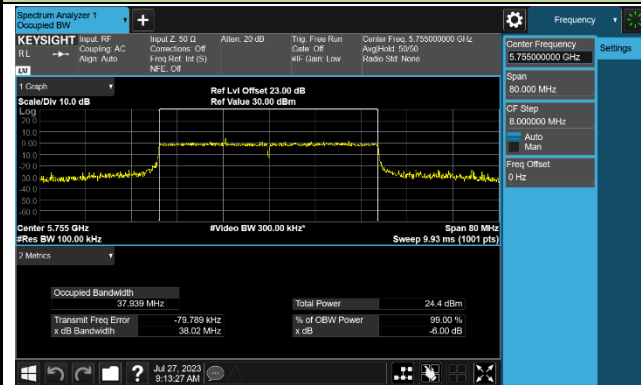 Spectrum Analyzer 1
Occupied BW
+
Frequency
KEYSIGHT
RL
LXI
Input: RF
Coupling: AC
Align: Auto
Input Z: 50 Ω
Corrections: Off
Freq Ref: Int (S)
NFE: Off
Atten: 20 dB
Trig: Free Run
Gate: Off
#IF Gain: Low
Center Freq: 5.755000000 GHz
Avg|Hold: 50/50
Radio Std: None
Center Frequency
5.755000000 GHz
Settings
Span
80.000 MHz
CF Step
8.000000 MHz
Auto
Man
Freq Offset
0 Hz
1 Graph
Scale/Div 10.0 dB
Ref Lvl Offset 23.00 dB
Ref Value 30.00 dBm
Log
20.0
10.0
0.00
-10.0
-20.0
-30.0
-40.0
-50.0
-60.0
Center 5.755 GHz
#Res BW 100.00 kHz
#Video BW 300.00 kHz*
Span 80 MHz
Sweep 9.93 ms (1001 pts)
2 Metrics
Occupied Bandwidth
37.939 MHz
Total Power 24.4 dBm
Transmit Freq Error -79.789 kHz
% of OBW Power 99.00 %
x dB Bandwidth 38.02 MHz
x dB -6.00 dB
?
Jul 27, 2023
9:13:27 AM